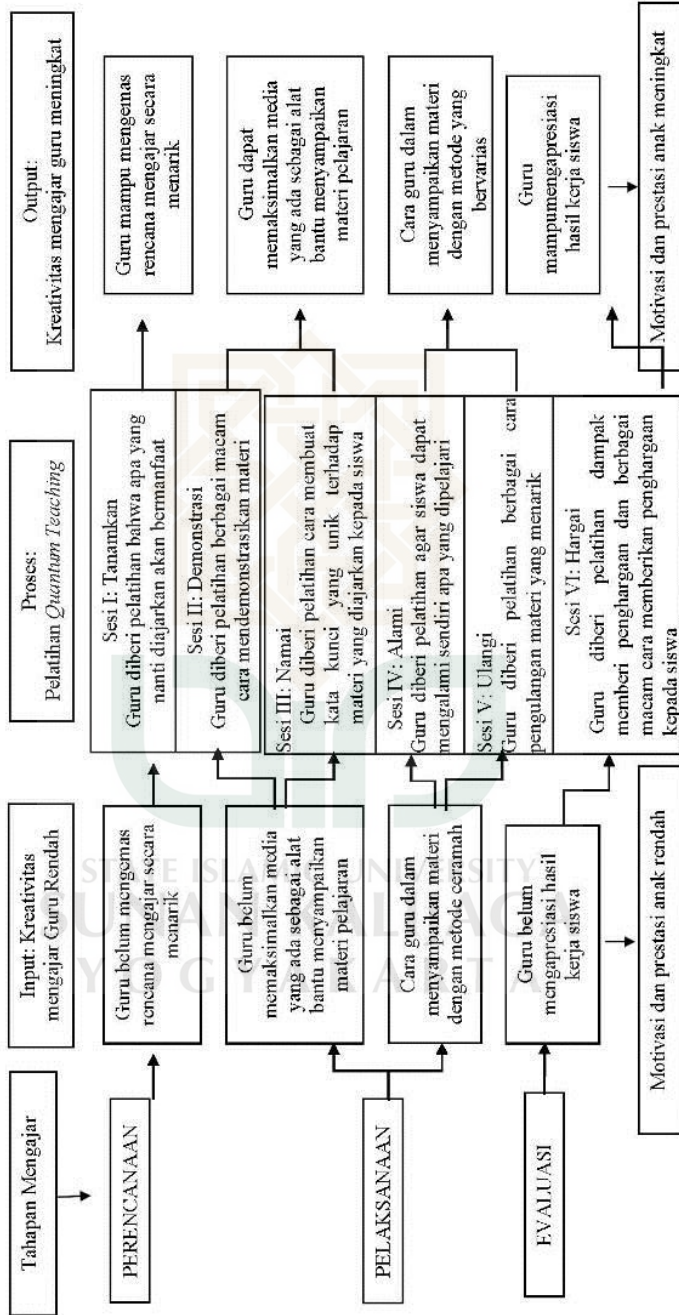 Tahapan Mengajar
PERENCANAAN
PELAKSANAAN
EVALUASI
Input: Kreativitas
mengajar Guru Rendah
Guru belum mengemas
rencana mengajar secara
menarik
Guru belum
memaksimalkan media
yang ada sebagai alat
bantu menyampaikan
materi pelajaran
Cara guru dalam
menyampaikan materi
dengan metode ceramah
Guru belum
mengapresiasi hasil
kerja siswa
Motivasi dan prestasi anak rendah
Proses:
Pelatihan Quantum Teaching
Sesi I: Tanamkan
Guru diberi pelatihan bahwa apa yang
nanti diajarkan akan bermanfaat
Sesi II: Demonstrasi
Guru diberi pelatihan berbagai macam
cara mendemonstrasikan materi
Sesi III: Namai
Guru diberi pelatihan cara membuat
kata kunci yang unik terhadap
materi yang diajarkan kepada siswa
Sesi IV: Alami
Guru diberi pelatihan agar siswa dapat
mengalami sendiri apa yang dipelajari
Sesi V: Ulangi
Guru diberi pelatihan berbagai cara
pengulangan materi yang menarik
Sesi VI: Hargai
Guru diberi pelatihan dampak
memberi penghargaan dan berbagai
macam cara memberikan penghargaan
kepada siswa
Output:
Kreativitas mengajar guru meningkat
Guru mampu mengemas
rencana mengajar secara
menarik
Guru dapat
memaksimalkan media
yang ada sebagai alat
bantu menyampaikan
materi pelajaran
Cara guru dalam
menyampaikan materi
dengan metode yang
bervarias
Guru
mampumengapresiasi
hasil kerja siswa
Motivasi dan prestasi anak meningkat
STATE ISLAMIC UNIVERSITY
SUNAN KALIJAGA
YOGYAKARTA